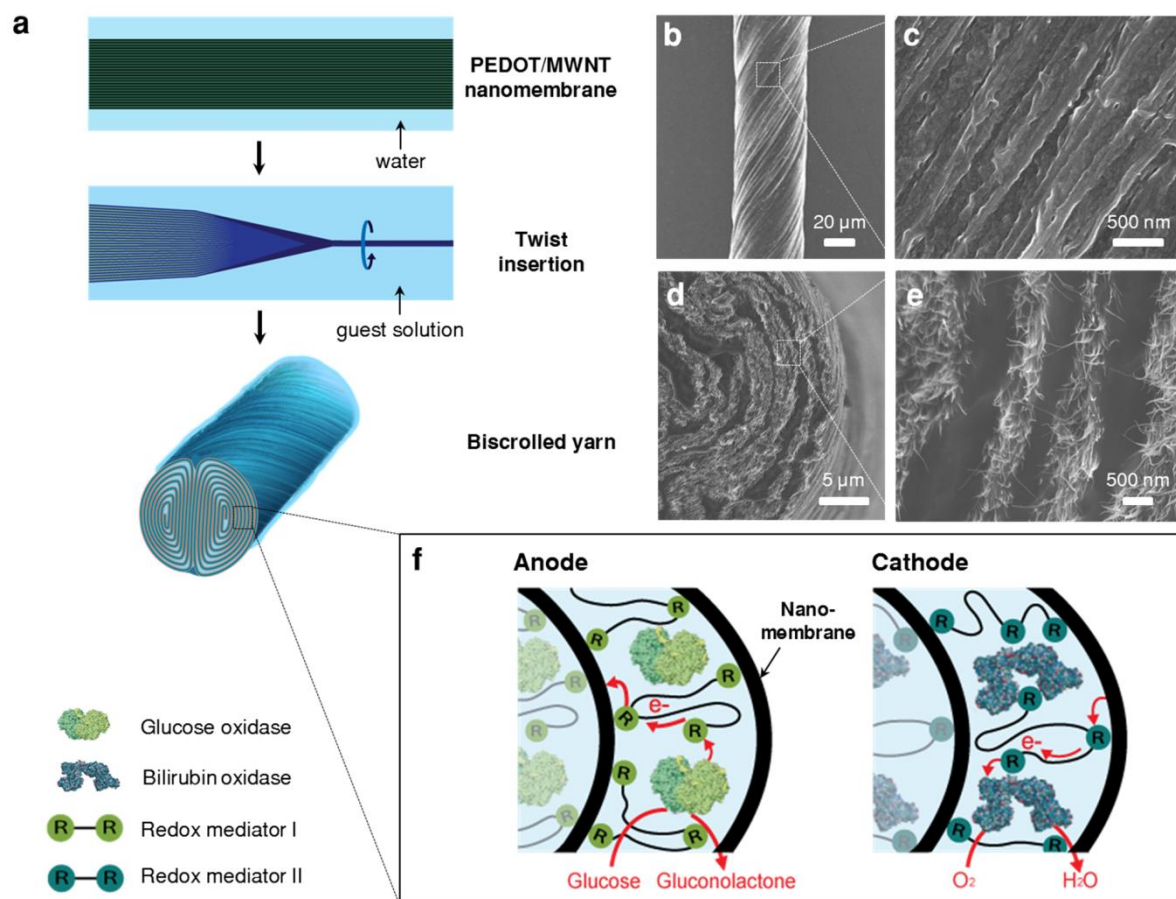 a
PEDOT/MWNT
nanomembrane
water
Twist
insertion
guest solution
Biscrolled yarn
b
20 µm
c
500 nm
d
5 µm
e
500 nm
f
Anode
Cathode
Nano-
membrane
R
R
R
R
R
R
e-
R
R
R
R
R
R
R
Glucose
Gluconolactone
R
R
R
R
R
R
e-
R
R
R
O₂
H₂O
Glucose oxidase
Bilirubin oxidase
R R
Redox mediator I
R R
Redox mediator II